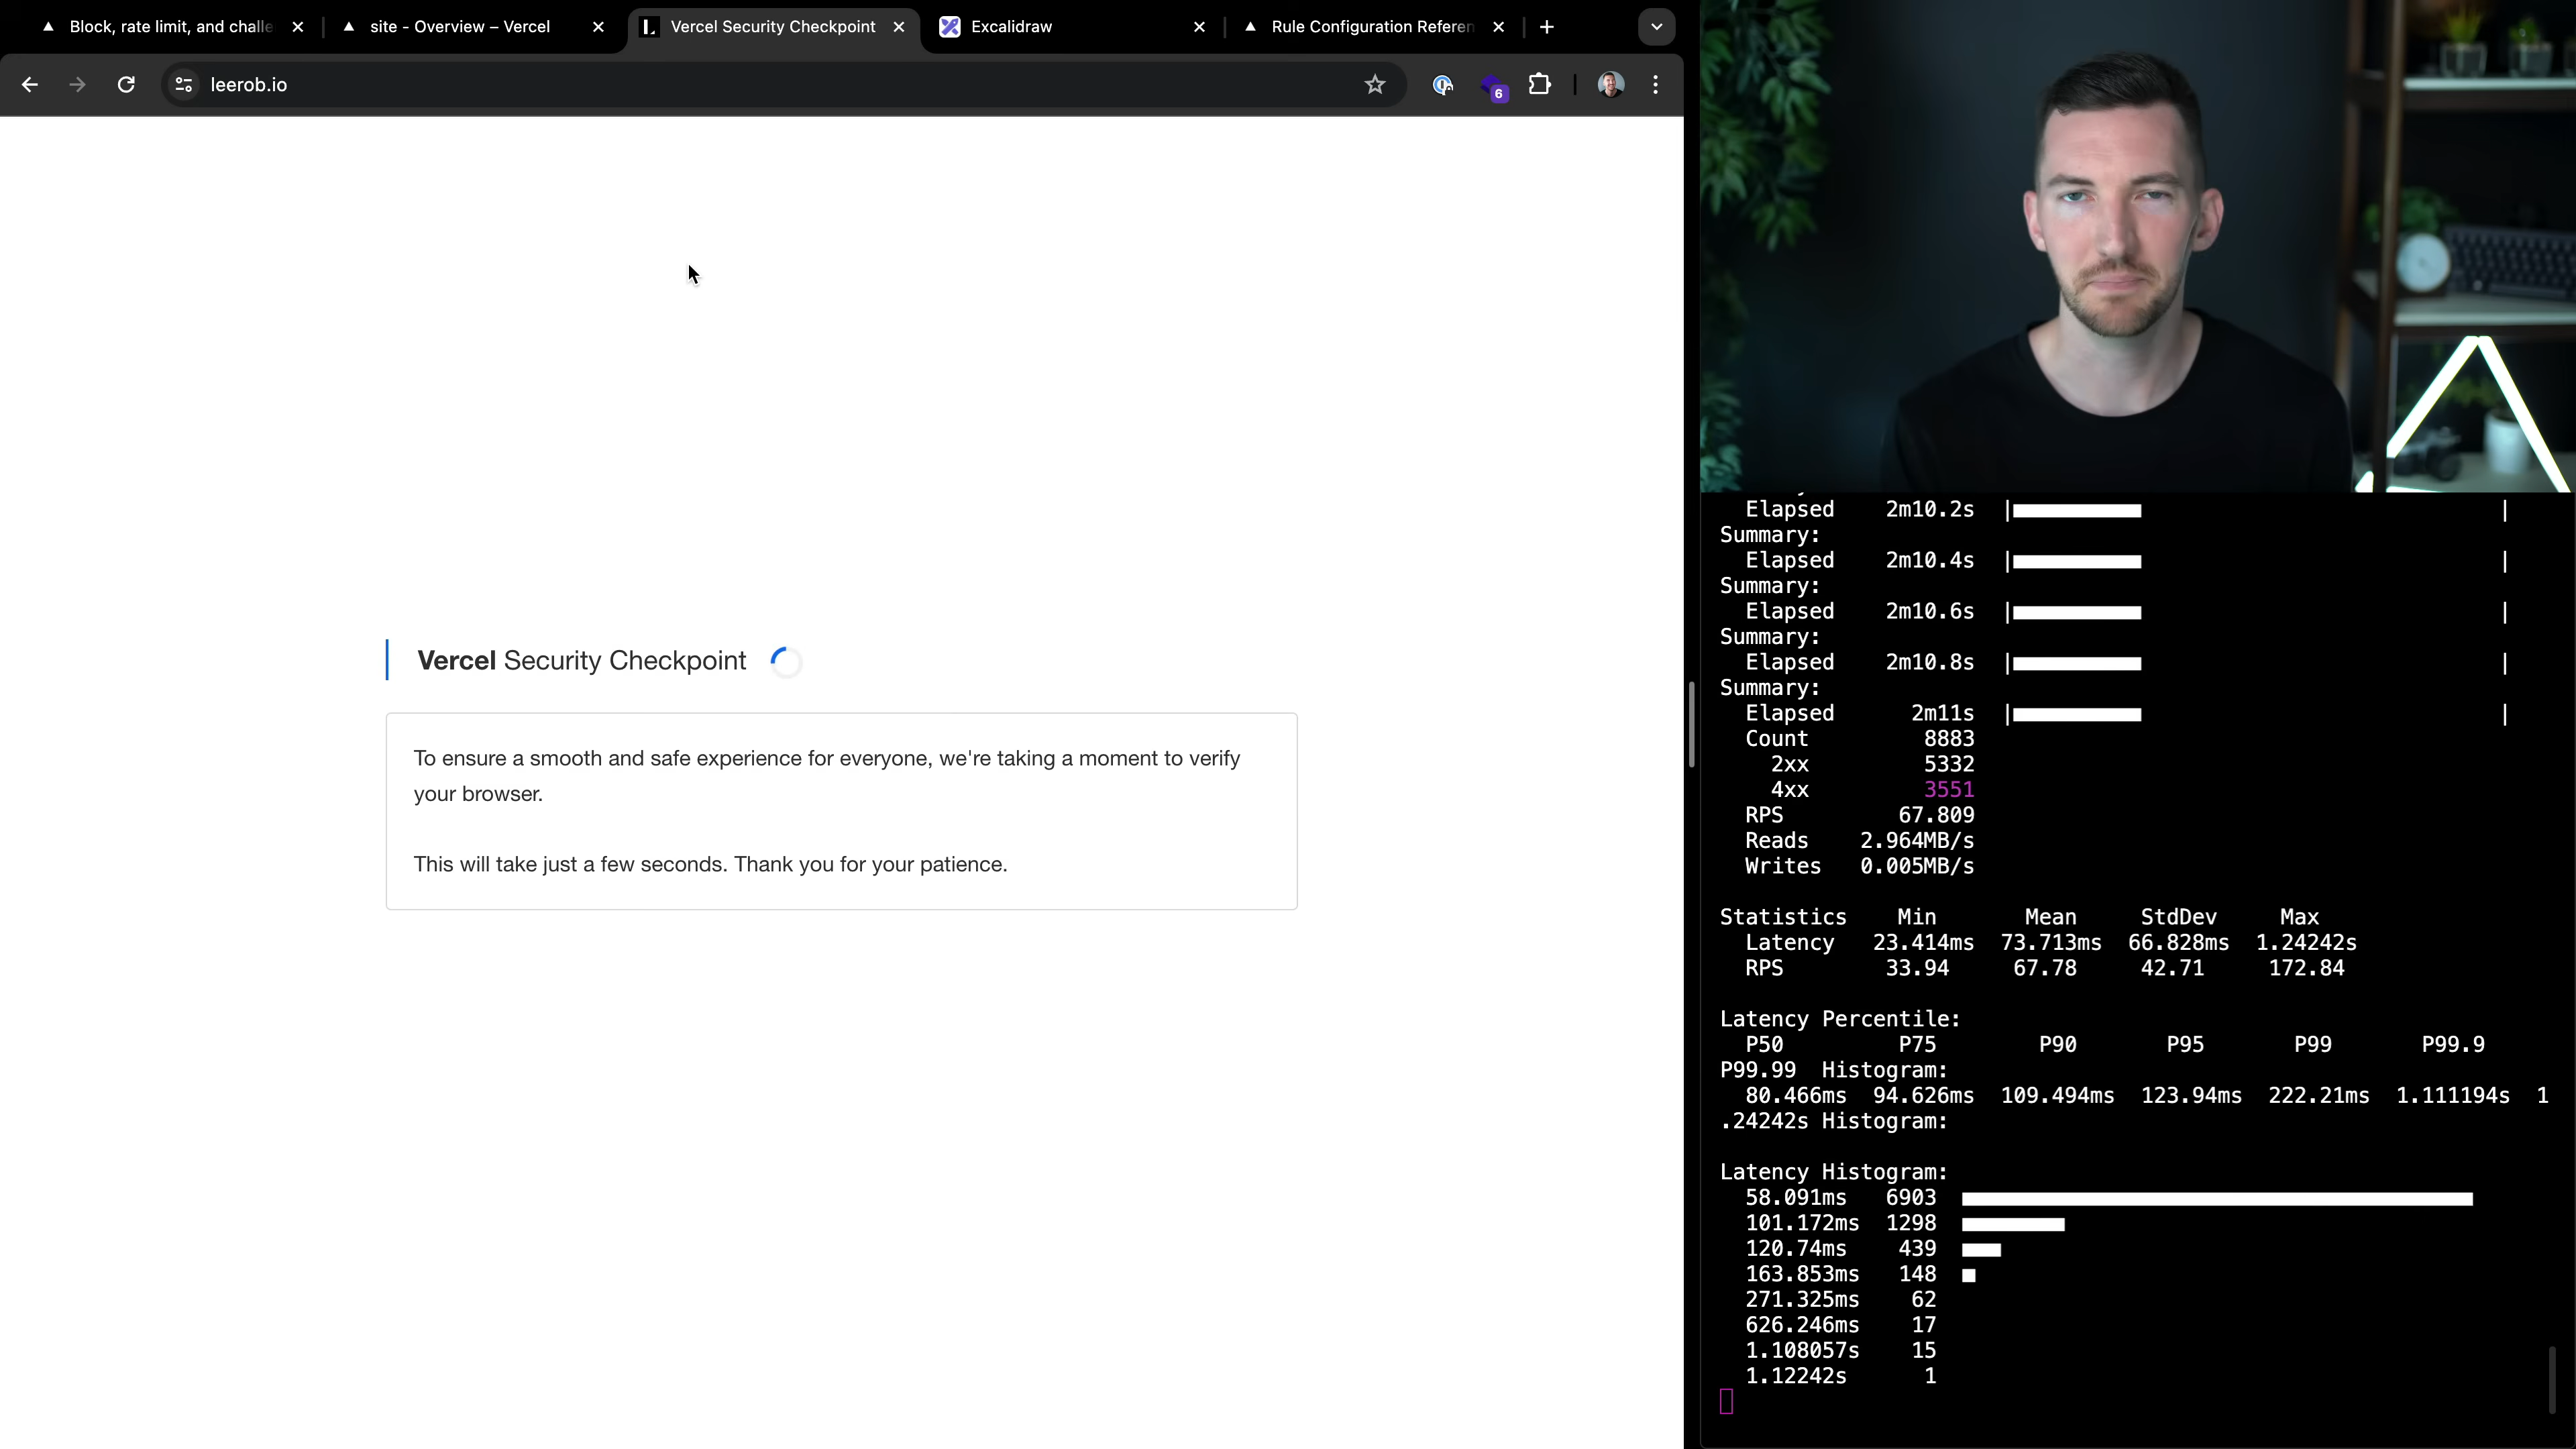 Block, rate limit, and challe
site - Overview – Vercel
Vercel Security Checkpoint
Excalidraw
Rule Configuration Referen
leerob.io
6
Vercel Security Checkpoint
To ensure a smooth and safe experience for everyone, we're taking a moment to verify
your browser.
This will take just a few seconds. Thank you for your patience.
Elapsed 2m10.2s | |
Summary:
Elapsed 2m10.4s | |
Summary:
Elapsed 2m10.6s | |
Summary:
Elapsed 2m10.8s | |
Summary:
Elapsed 2m11s | |
Count 8883
2xx 5332
4xx 3551
RPS 67.809
Reads 2.964MB/s
Writes 0.005MB/s
Statistics Min Mean StdDev Max
Latency 23.414ms 73.713ms 66.828ms 1.24242s
RPS 33.94 67.78 42.71 172.84
Latency Percentile:
P50 P75 P90 P95 P99 P99.9
P99.99 Histogram:
80.466ms 94.626ms 109.494ms 123.94ms 222.21ms 1.111194s 1
.24242s Histogram:
Latency Histogram:
58.091ms 6903
101.172ms 1298
120.74ms 439
163.853ms 148
271.325ms 62
626.246ms 17
1.108057s 15
1.12242s 1